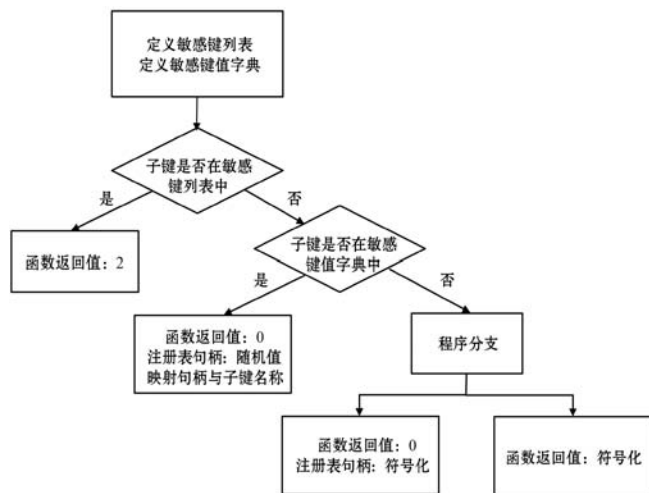 定义敏感键列表
定义敏感键值字典
子键是否在敏感
键列表中
是
否
函数返回值：2
子键是否在敏感
键值字典中
是
否
函数返回值：0
注册表句柄：随机值
映射句柄与子键名称
程序分支
函数返回值：0
注册表句柄：符号化
函数返回值：符号化